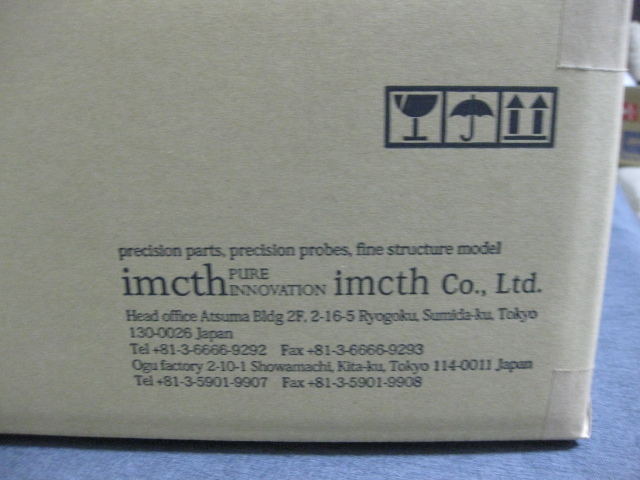 precision parts, precision probes, fine structure model
imcth PURE INNOVATION imcth Co., Ltd.
Head office Atsuma Bldg 2F, 2-16-5 Ryogoku, Sumida-ku, Tokyo
130-0026 Japan
Tel +81-3-6666-9292 Fax +81-3-6666-9293
Ogu factory 2-10-1 Showamachi, Kita-ku, Tokyo 114-0011 Japan
Tel +81-3-5901-9907 Fax +81-3-5901-9908